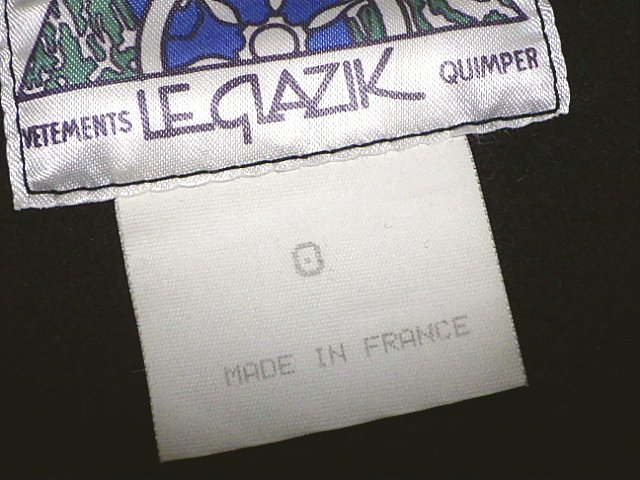 VETEMENTS LE GLAZIK QUIMPER
0
MADE IN FRANCE